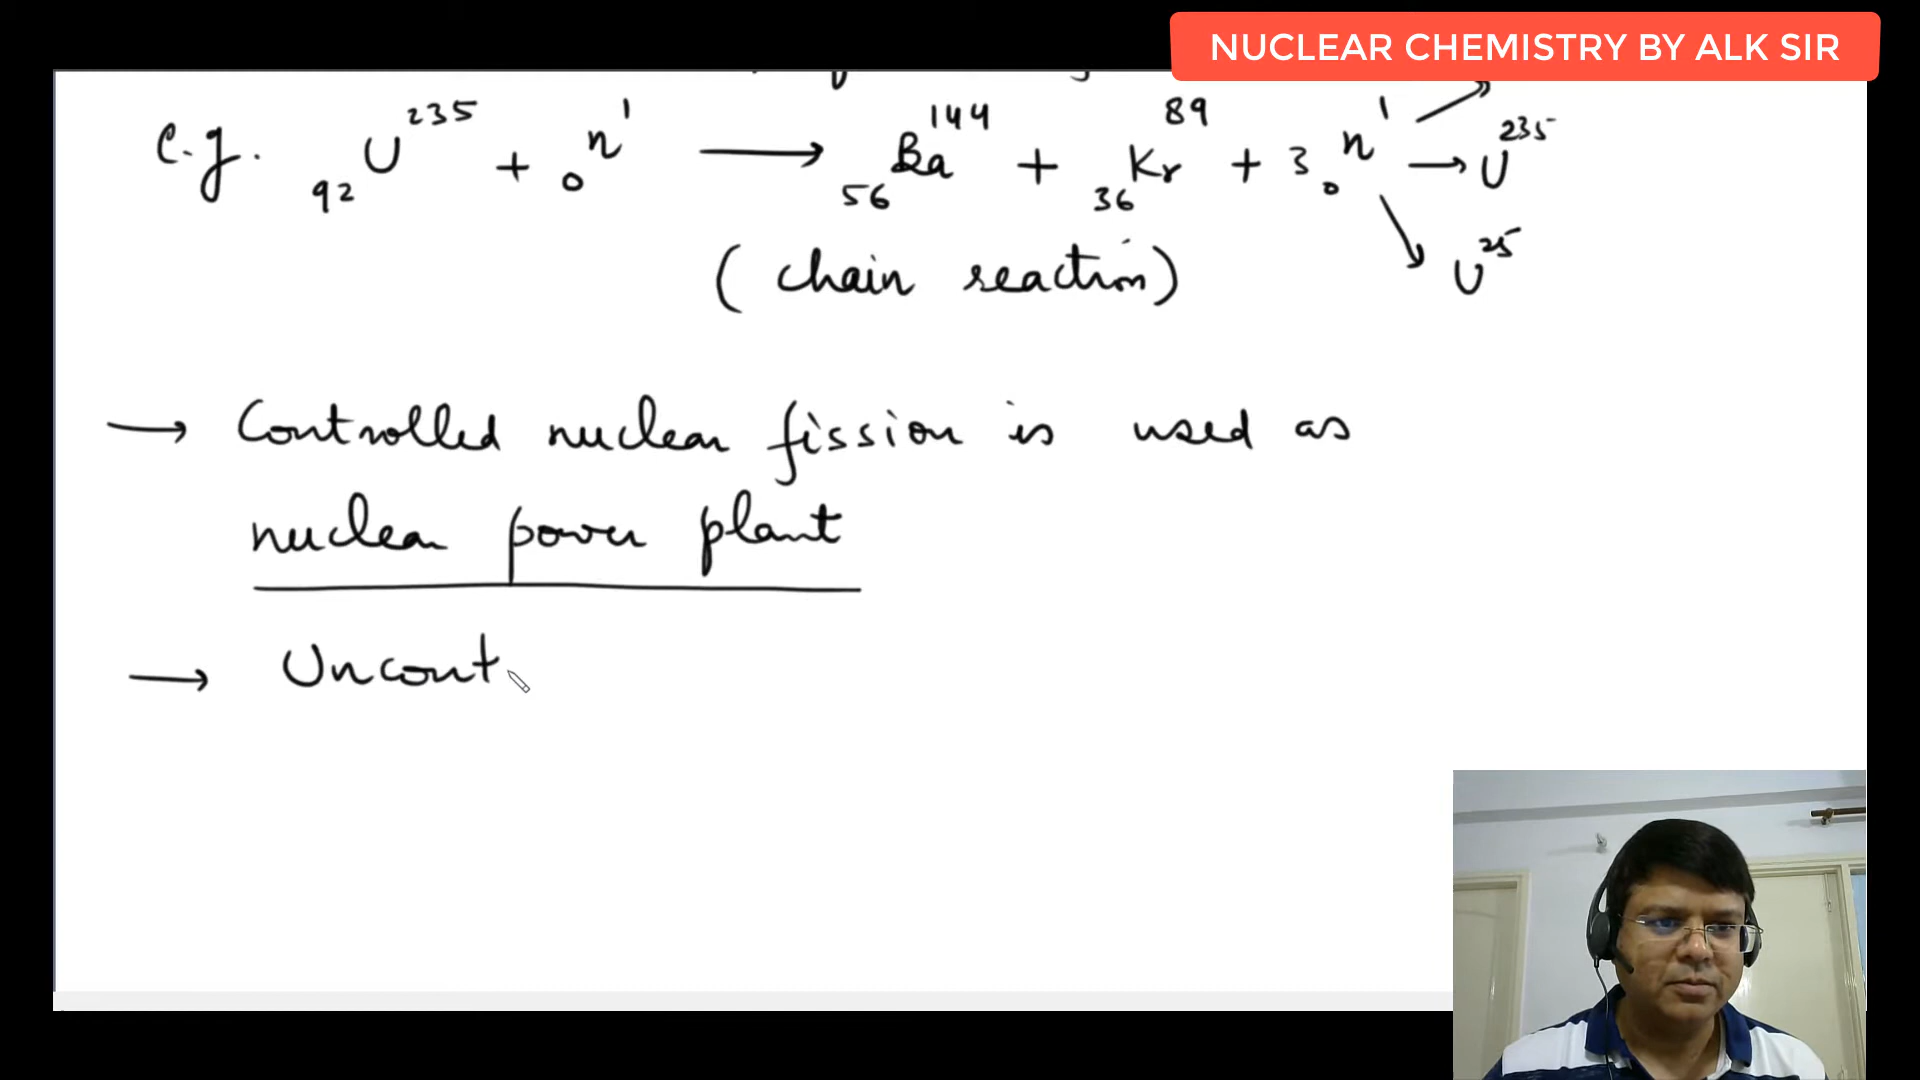 NUCLEAR CHEMISTRY BY ALK SIR
e.g. ₉₂U²³⁵ + ₀n¹ ⟶ ₅₆Ba¹⁴⁴ + ₃₆Kr⁸⁹ + 3 ₀n¹ → U²³⁵
U²⁵
(chain reaction)
→ Controlled nuclear fission is used as
nuclear power plant
→ Uncont